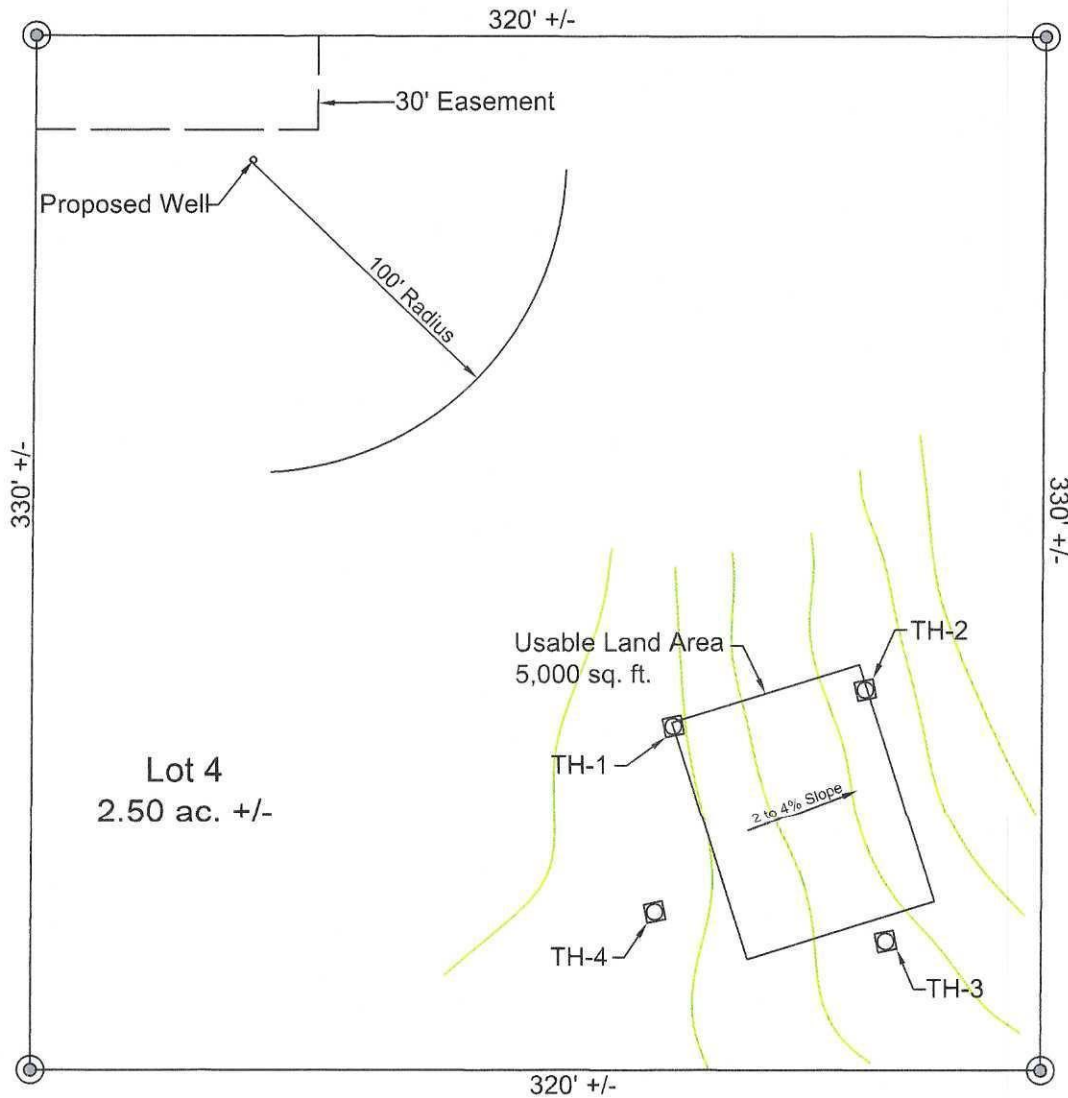 320' +/-
30' Easement
Proposed Well
100' Radius
330' +/-
330' +/-
Usable Land Area
5,000 sq. ft.
TH-2
TH-1
Lot 4
2.50 ac. +/-
2 to 4% Slope
TH-4
TH-3
320' +/-